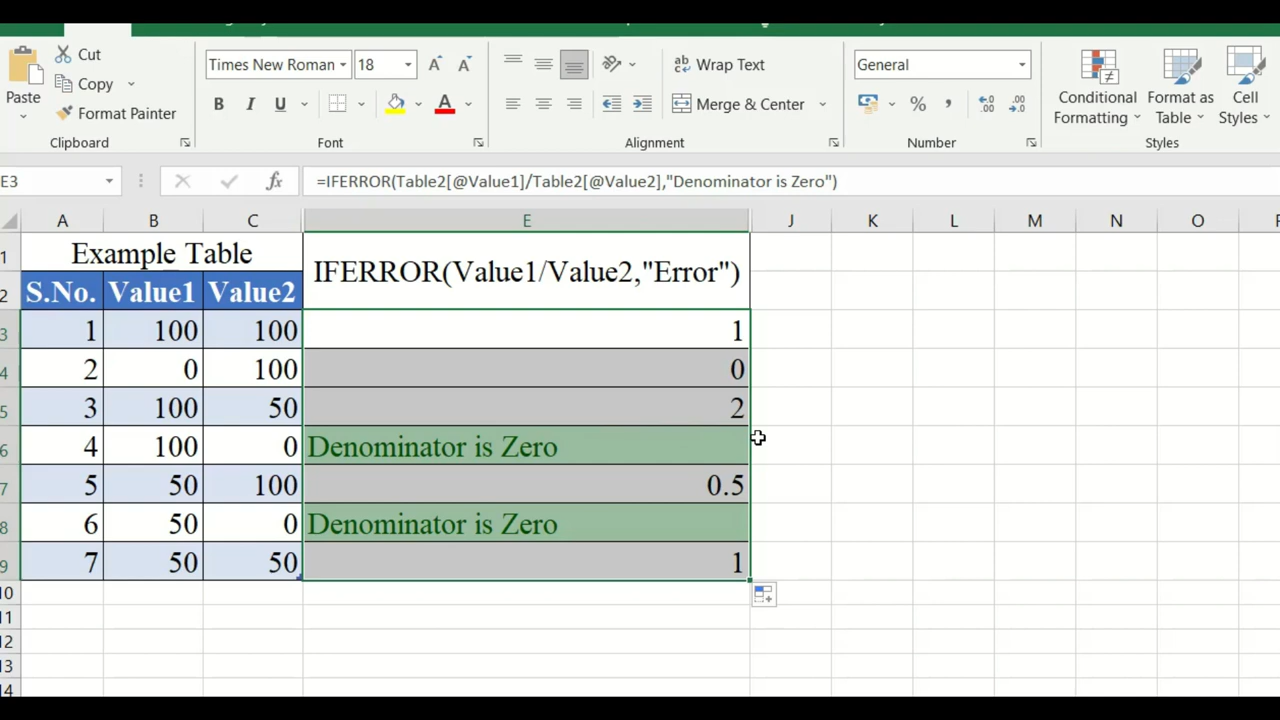 Cut
Copy
Format Painter
Paste
Clipboard
Times New Roman
18
A A
B I U A
Font
ab Wrap Text
Merge & Center
Alignment
General
%
Number
Conditional Formatting
Format as Table
Cell Styles
Styles
E3
fx
=IFERROR(Table2[@Value1]/Table2[@Value2],"Denominator is Zero")
A B C E J K L M N O
1 Example Table IFERROR(Value1/Value2,"Error")
2 S.No. Value1 Value2
3 1 100 100 1
4 2 0 100 0
5 3 100 50 2
6 4 100 0 Denominator is Zero
7 5 50 100 0.5
8 6 50 0 Denominator is Zero
9 7 50 50 1
10
11
12
13
14